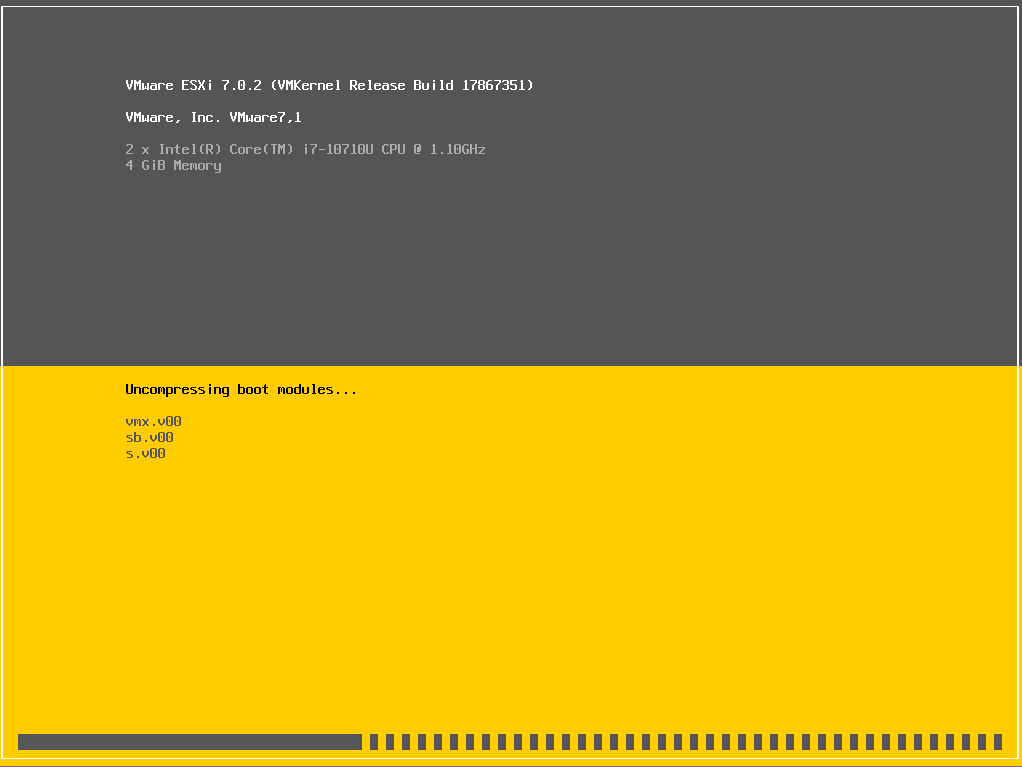 VMware ESXi 7.0.2 (VMKernel Release Build 17867351)
VMware, Inc. VMware7,1
2 x Intel(R) Core(TM) i7-10710U CPU @ 1.10GHz
4 GiB Memory
Uncompressing boot modules...
vmx.v00
sb.v00
s.v00